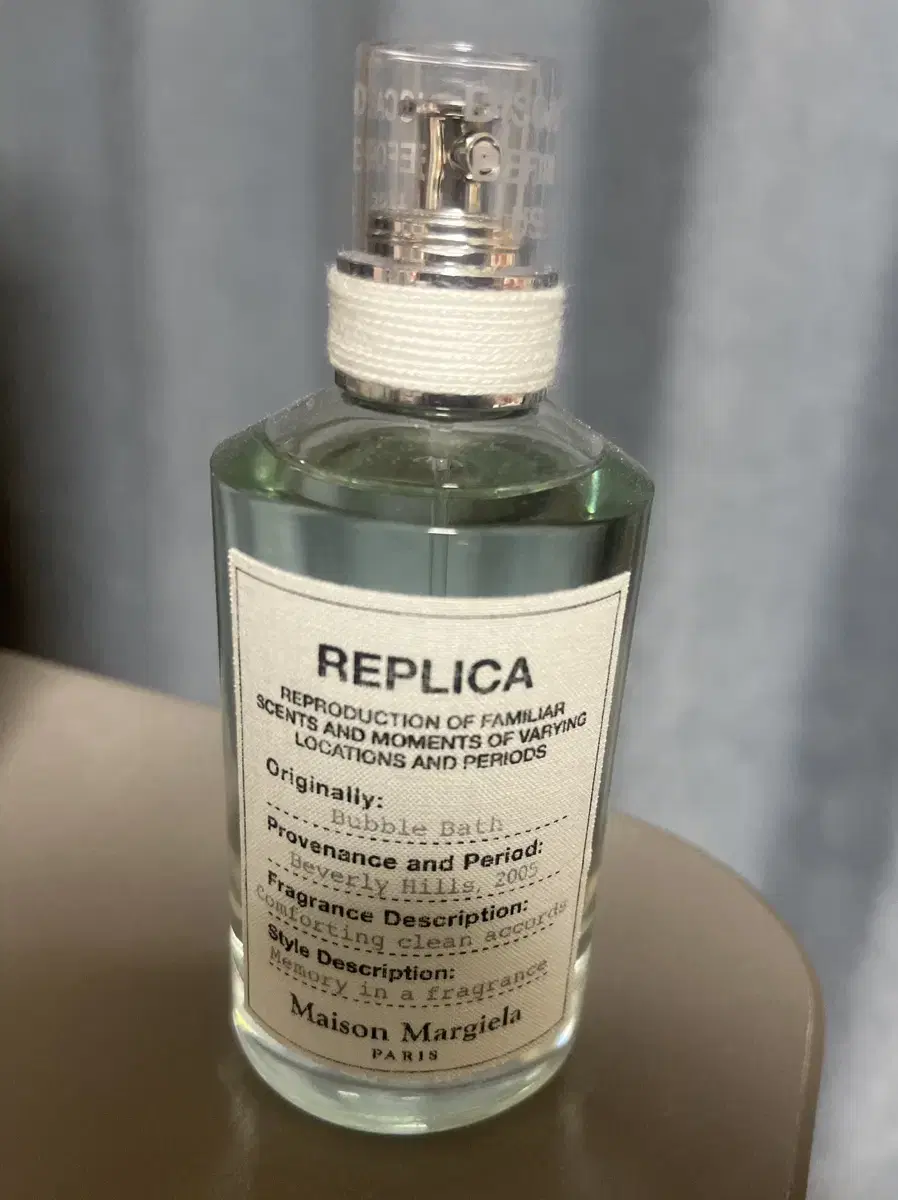 REPLICA
REPRODUCTION OF FAMILIAR
SCENTS AND MOMENTS OF VARYING
LOCATIONS AND PERIODS
Originally:
Bubble Bath
Provenance and Period:
Beverly Hills, 2005
Fragrance Description:
Comforting clean accords
Style Description:
Memory in a fragrance
Maison Margiela
PARIS